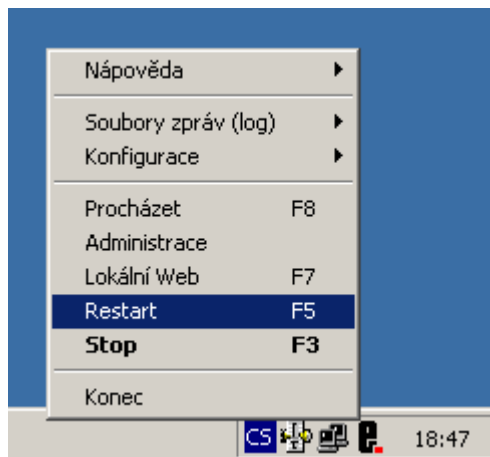 Nápověda
Soubory zpráv (log)
Konfigurace
Procházet F8
Administrace
Lokální Web F7
Restart F5
Stop F3
Konec
CS e. 18:47